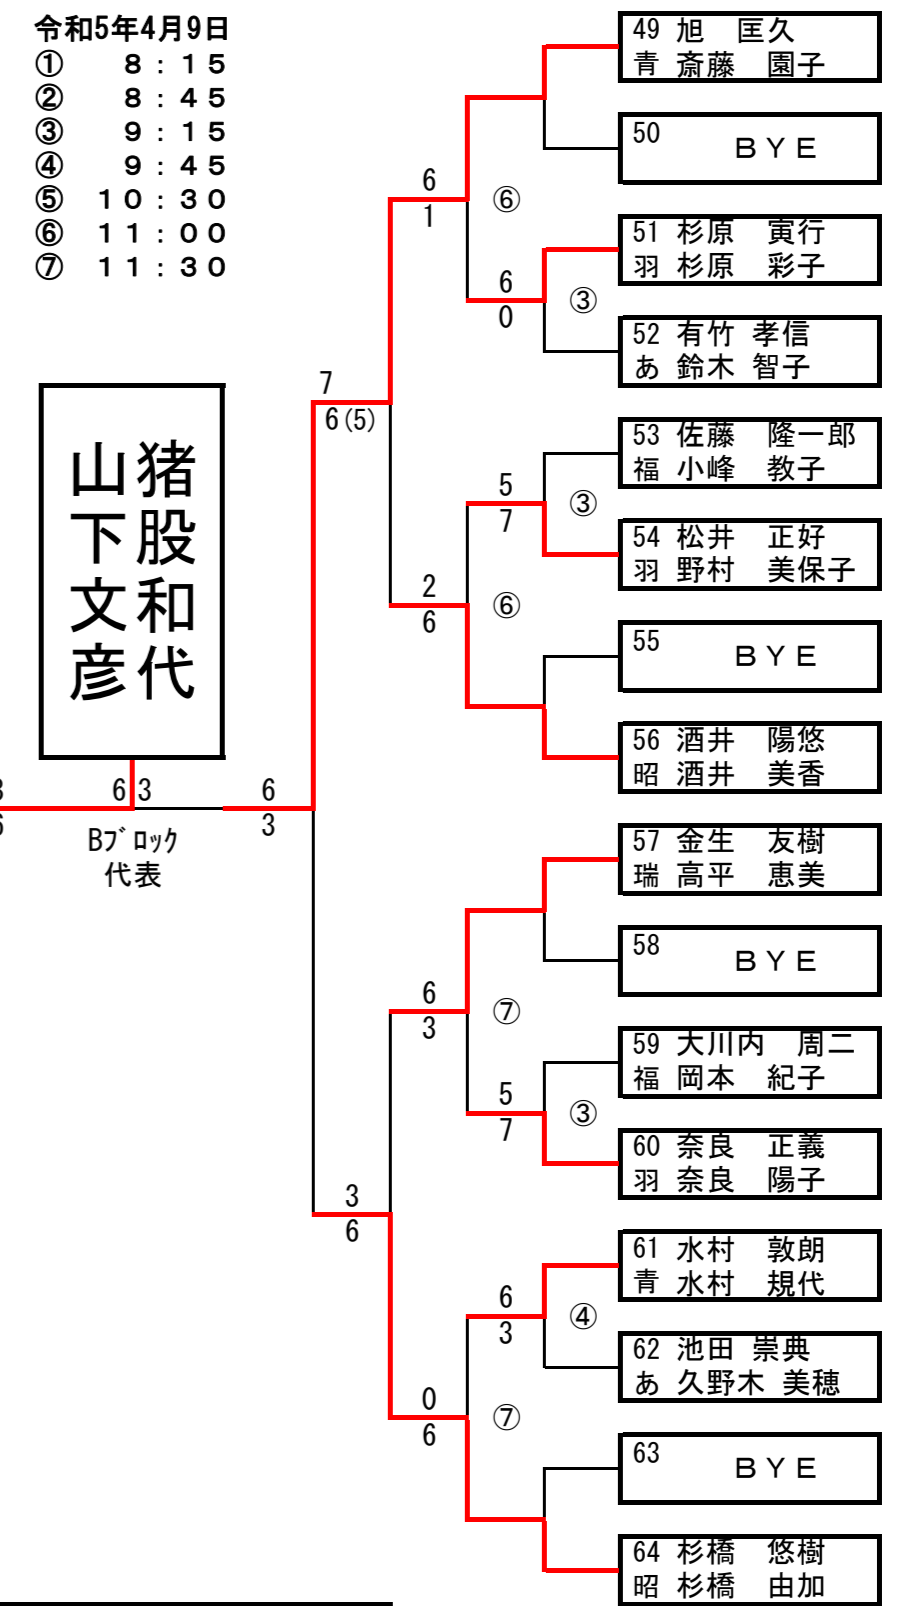 令和5年4月9日
① 8：15
② 8：45
③ 9：15
④ 9：45
⑤ 10：30
⑥ 11：00
⑦ 11：30
49 旭　匡久
青 斎藤　園子
50 BYE
6
1
⑥
51 杉原　寅行
羽 杉原　彩子
6
0
③
52 有竹 孝信
あ 鈴木 智子
7
6(5)
53 佐藤　隆一郎
福 小峰　教子
5
7
③
54 松井　正好
羽 野村　美保子
2
6
⑥
55 BYE
56 酒井　陽悠
昭 酒井　美香
猪股和代
山下文彦
6 3
6
3
6
Bブロック
代表
57 金生　友樹
瑞 高平　恵美
58 BYE
6
3
⑦
59 大川内　周二
福 岡本　紀子
5
7
③
60 奈良　正義
羽 奈良　陽子
3
6
61 水村　敦朗
青 水村　規代
6
3
④
62 池田 崇典
あ 久野木 美穂
0
6
⑦
63 BYE
64 杉橋　悠樹
昭 杉橋　由加